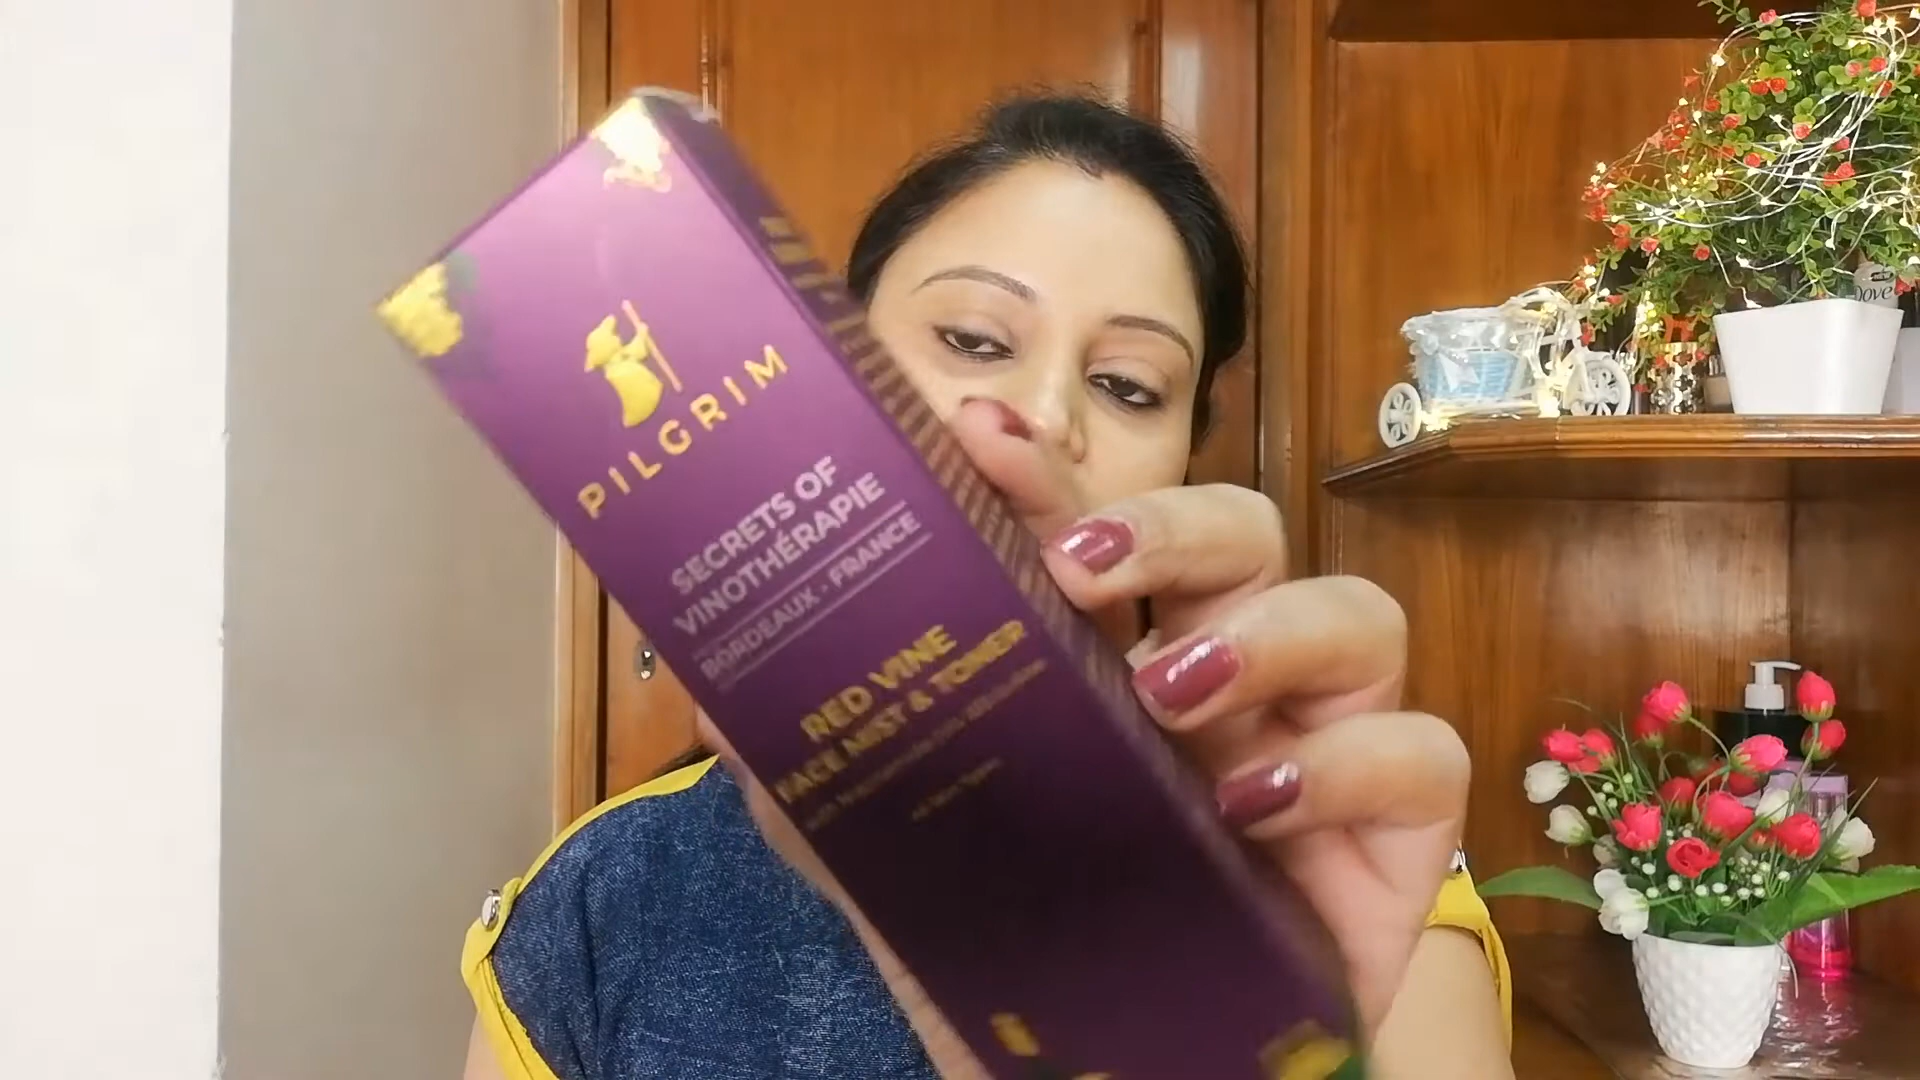 PILGRIM
SECRETS OF
VINOTHÉRAPIE
BORDEAUX - FRANCE
RED VINE
FACE MIST & TONER
Dove